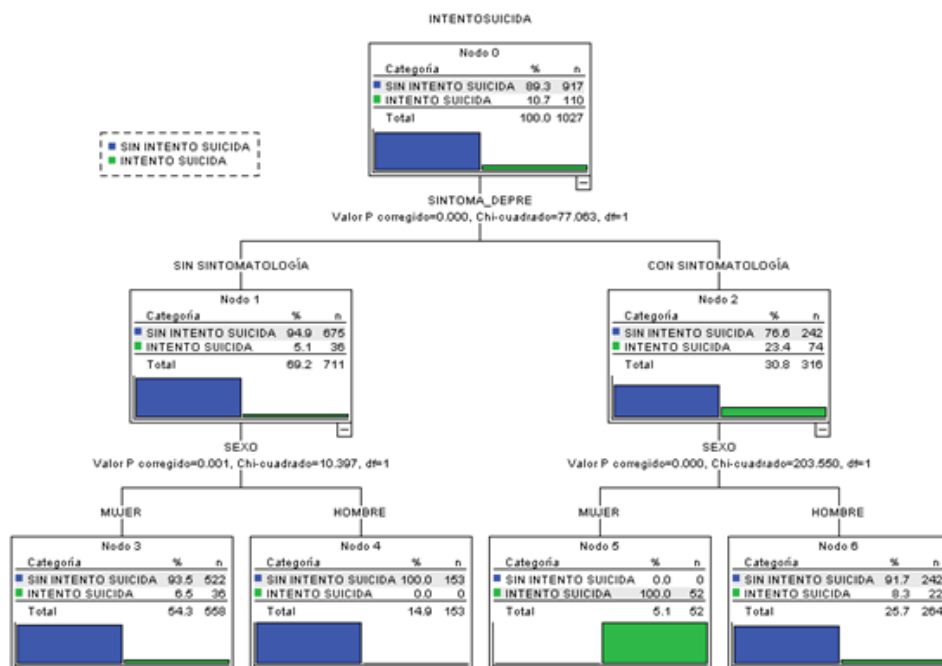 INTENTOSUICIDA
Nodo 0
Categoría % n
SIN INTENTO SUICIDA 89.3 917
INTENTO SUICIDA 10.7 110
Total 100.0 1027
SIN INTENTO SUICIDA
INTENTO SUICIDA
SINTOMA_DEPRE
Valor P corregido=0.000, Chi-cuadrado=77.063, df=1
SIN SINTOMATOLOGÍA
CON SINTOMATOLOGÍA
Nodo 1
Categoría % n
SIN INTENTO SUICIDA 94.9 675
INTENTO SUICIDA 5.1 36
Total 69.2 711
Nodo 2
Categoría % n
SIN INTENTO SUICIDA 76.6 242
INTENTO SUICIDA 23.4 74
Total 30.8 316
SEXO
Valor P corregido=0.001, Chi-cuadrado=10.397, df=1
SEXO
Valor P corregido=0.000, Chi-cuadrado=203.550, df=1
MUJER
HOMBRE
MUJER
HOMBRE
Nodo 3
Categoría % n
SIN INTENTO SUICIDA 93.5 522
INTENTO SUICIDA 6.5 36
Total 54.3 558
Nodo 4
Categoría % n
SIN INTENTO SUICIDA 100.0 153
INTENTO SUICIDA 0.0 0
Total 14.9 153
Nodo 5
Categoría % n
SIN INTENTO SUICIDA 0.0 0
INTENTO SUICIDA 100.0 52
Total 5.1 52
Nodo 6
Categoría % n
SIN INTENTO SUICIDA 91.7 242
INTENTO SUICIDA 8.3 22
Total 25.7 264